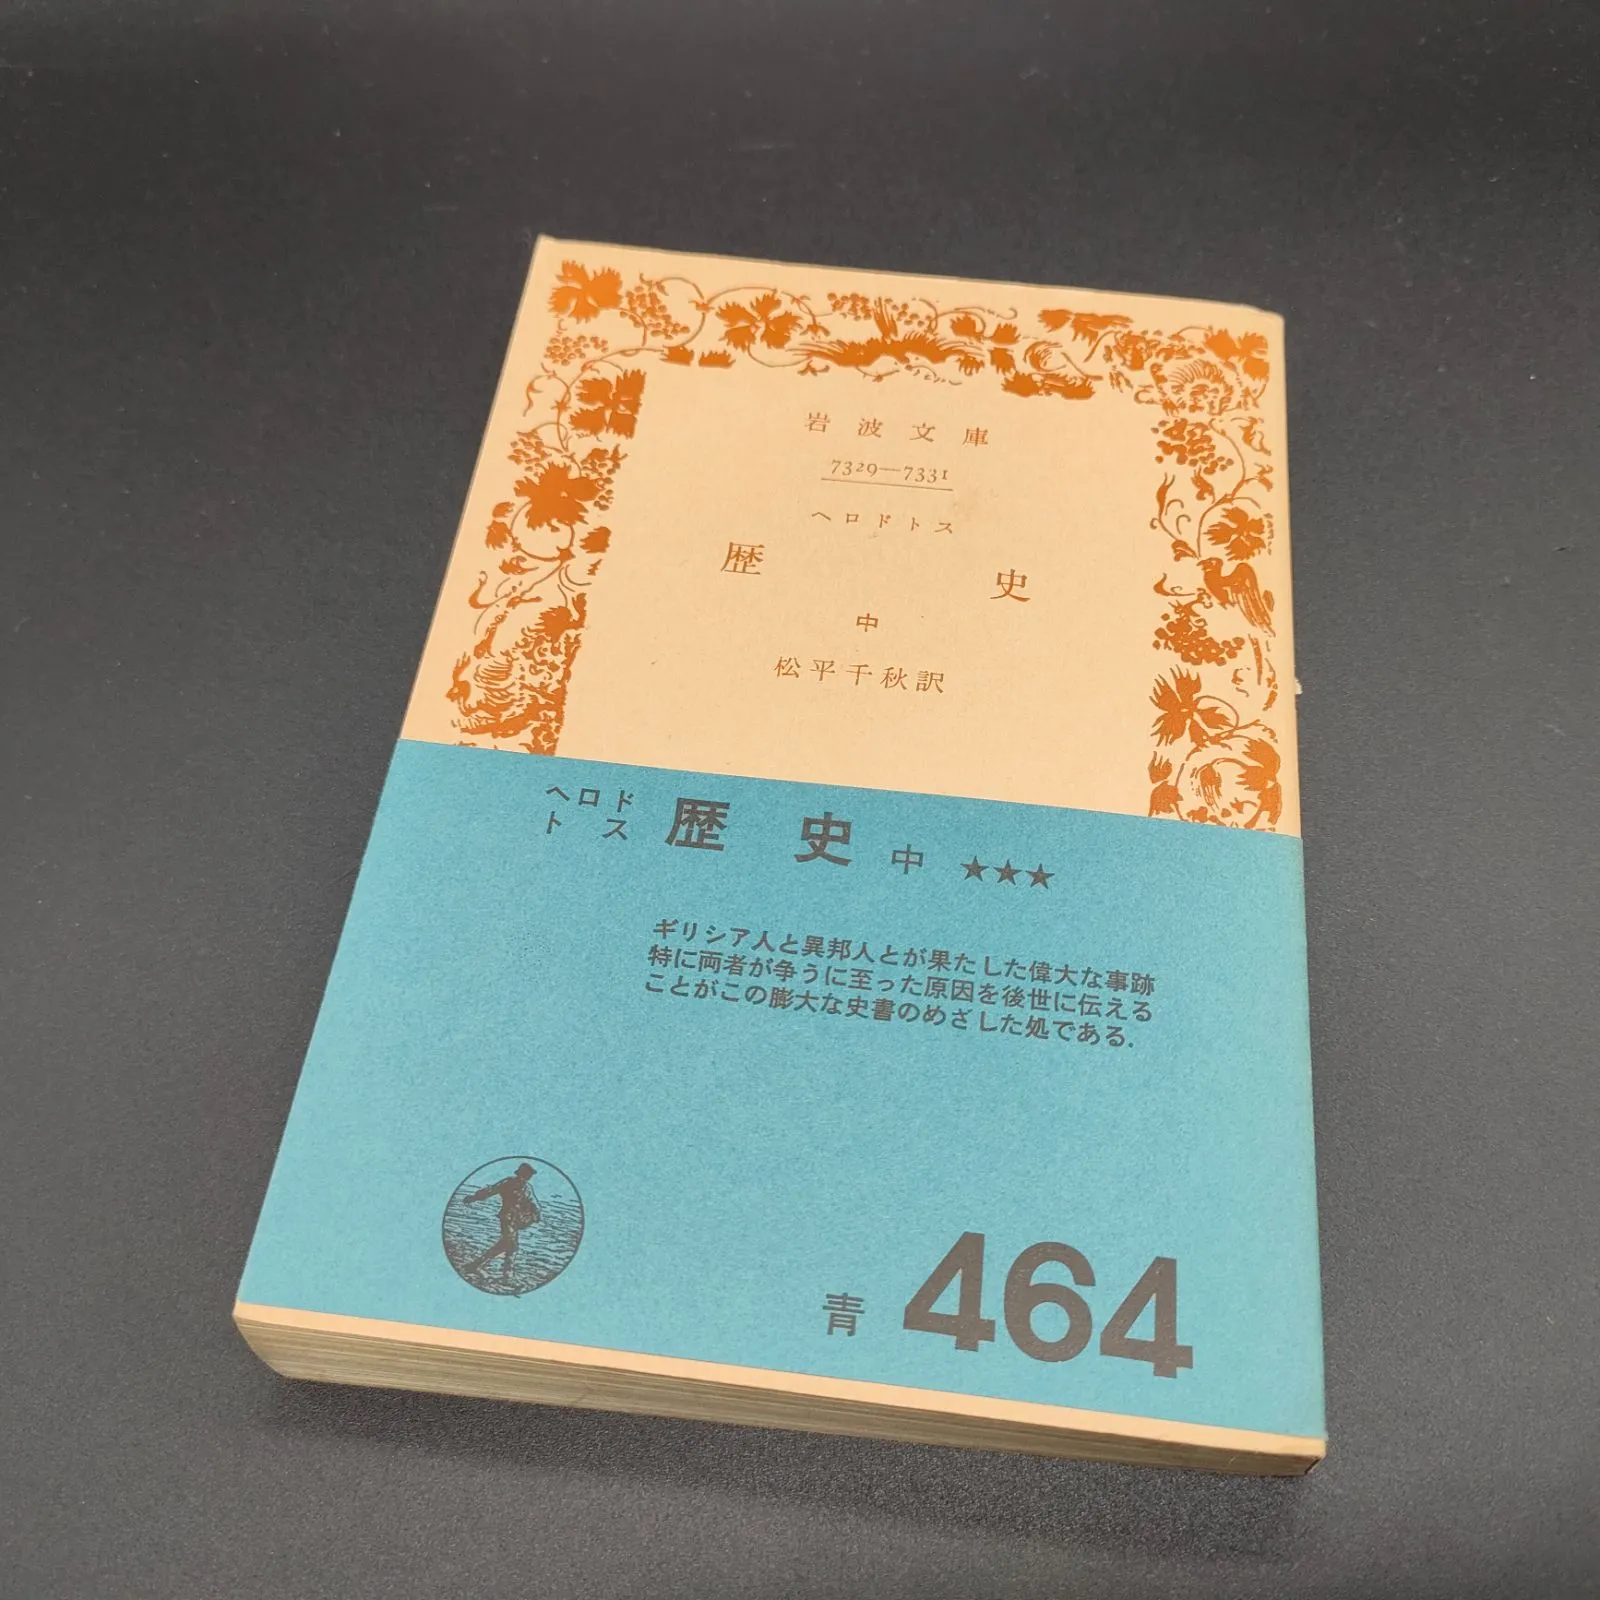 岩波文庫
7329—7331
ヘロドトス
歴史
中
松平千秋訳
ヘロド
トス
歴史 中 ★★★
ギリシア人と異邦人とが果たした偉大な事跡
特に両者が争うに至った原因を後世に伝える
ことがこの膨大な史書のめざした処である.
青 464